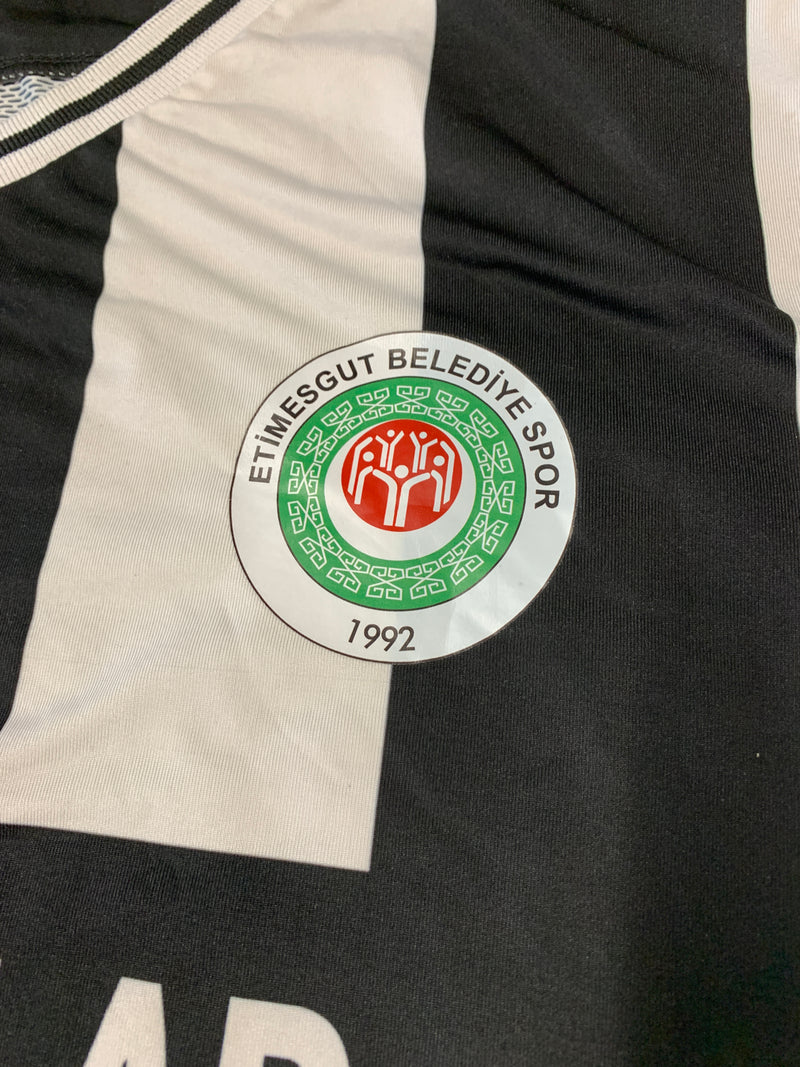 ETİMESGUT BELEDİYE SPOR
1992